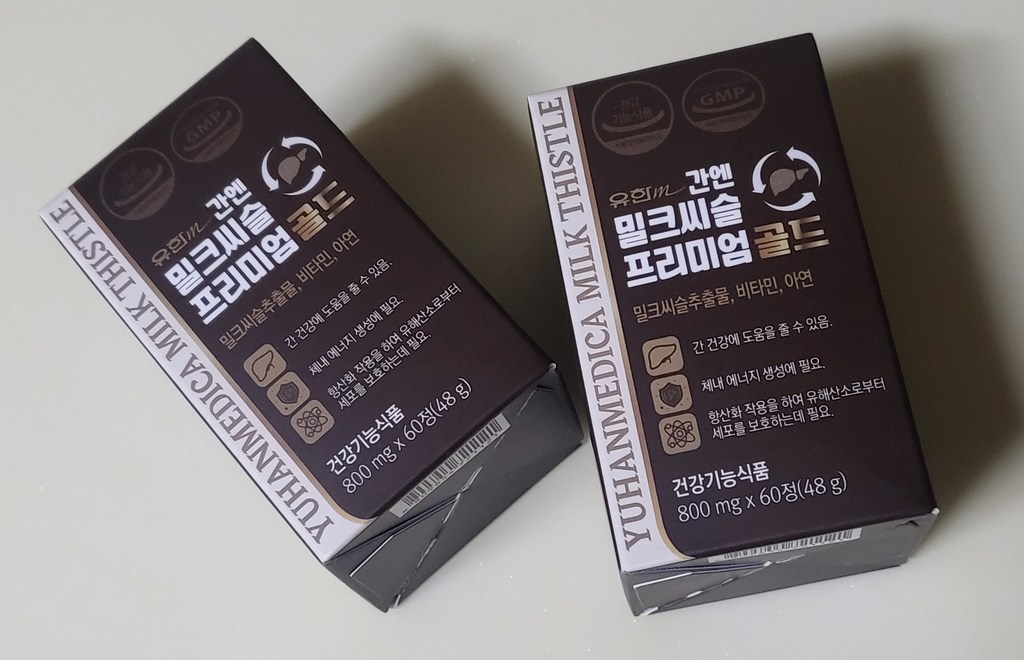 GMP
유한m
간엔
밀크씨슬
프리미엄 골드
밀크씨슬추출물, 비타민, 아연
간 건강에 도움을 줄 수 있음.
체내 에너지 생성에 필요.
항산화 작용을 하여 유해산소로부터
세포를 보호하는데 필요.
건강기능식품
800 mg x 60정(48 g)
YUHANMEDICA MILK THISTLE
건강
기능식품
GMP
유한m
간엔
밀크씨슬
프리미엄 골드
밀크씨슬추출물, 비타민, 아연
간 건강에 도움을 줄 수 있음.
체내 에너지 생성에 필요.
항산화 작용을 하여 유해산소로부터
세포를 보호하는데 필요.
건강기능식품
800 mg x 60정(48 g)
YUHANMEDICA MILK THISTLE